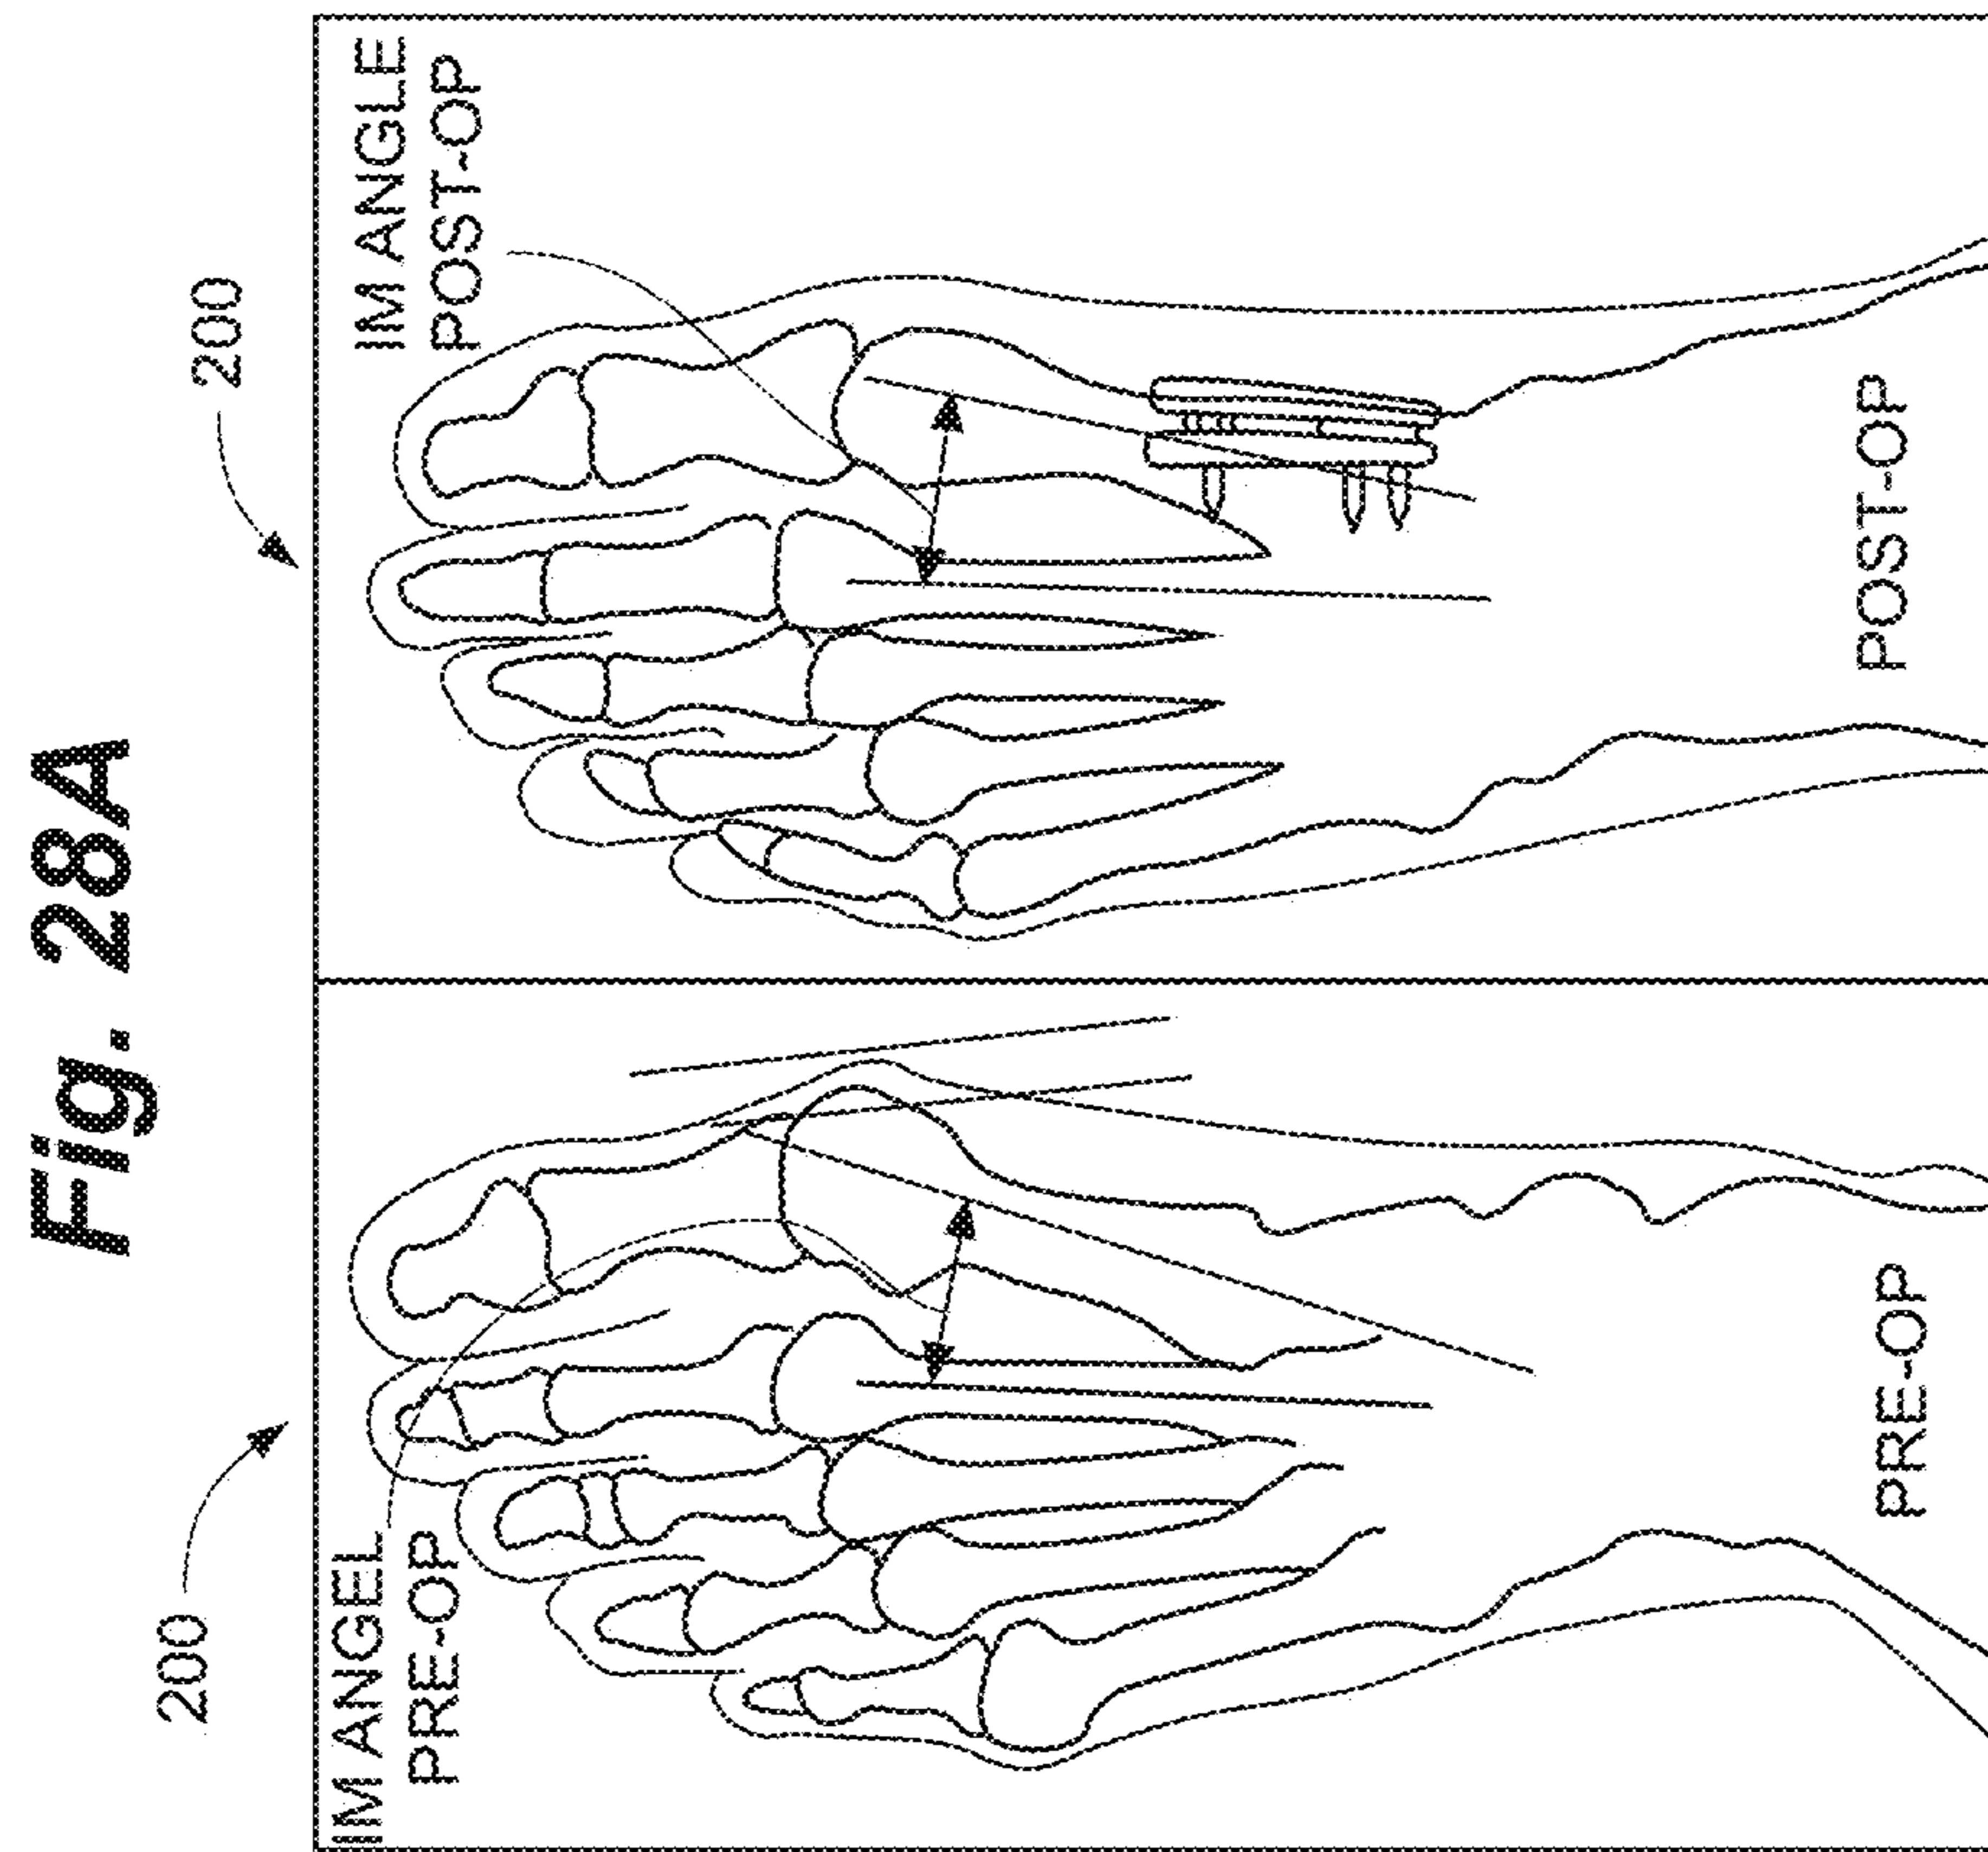 Fig. 28A
200
200
IM ANGEL
PRE-OP
IM ANGLE
POST-OP
PRE-OP
POST-OP